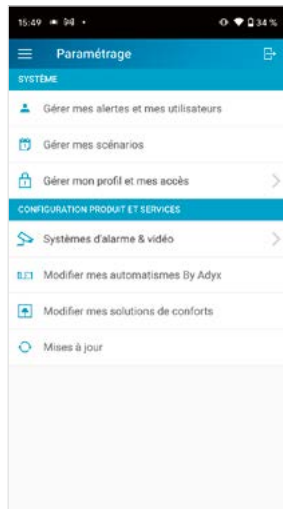 15:49
34 %
Paramétrage
SYSTÈME
Gérer mes alertes et mes utilisateurs
Gérer mes scénarios
Gérer mon profil et mes accès
CONFIGURATION PRODUIT ET SERVICES
Systèmes d'alarme & vidéo
Modifier mes automatismes By Adyx
Modifier mes solutions de conforts
Mises à jour